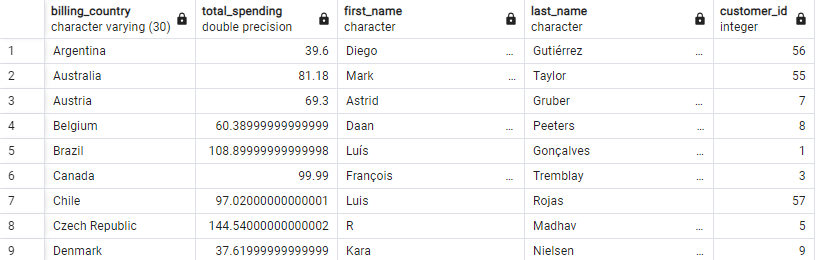 billing_country total_spending first_name last_name customer_id
character varying (30) double precision character character integer
1 Argentina 39.6 Diego ... Gutiérrez ... 56
2 Australia 81.18 Mark ... Taylor 55
3 Austria 69.3 Astrid Gruber ... 7
4 Belgium 60.38999999999999 Daan ... Peeters ... 8
5 Brazil 108.89999999999998 Luís Gonçalves ... 1
6 Canada 99.99 François ... Tremblay ... 3
7 Chile 97.02000000000001 Luis Rojas 57
8 Czech Republic 144.54000000000002 R Madhav ... 5
9 Denmark 37.61999999999999 Kara Nielsen ... 9